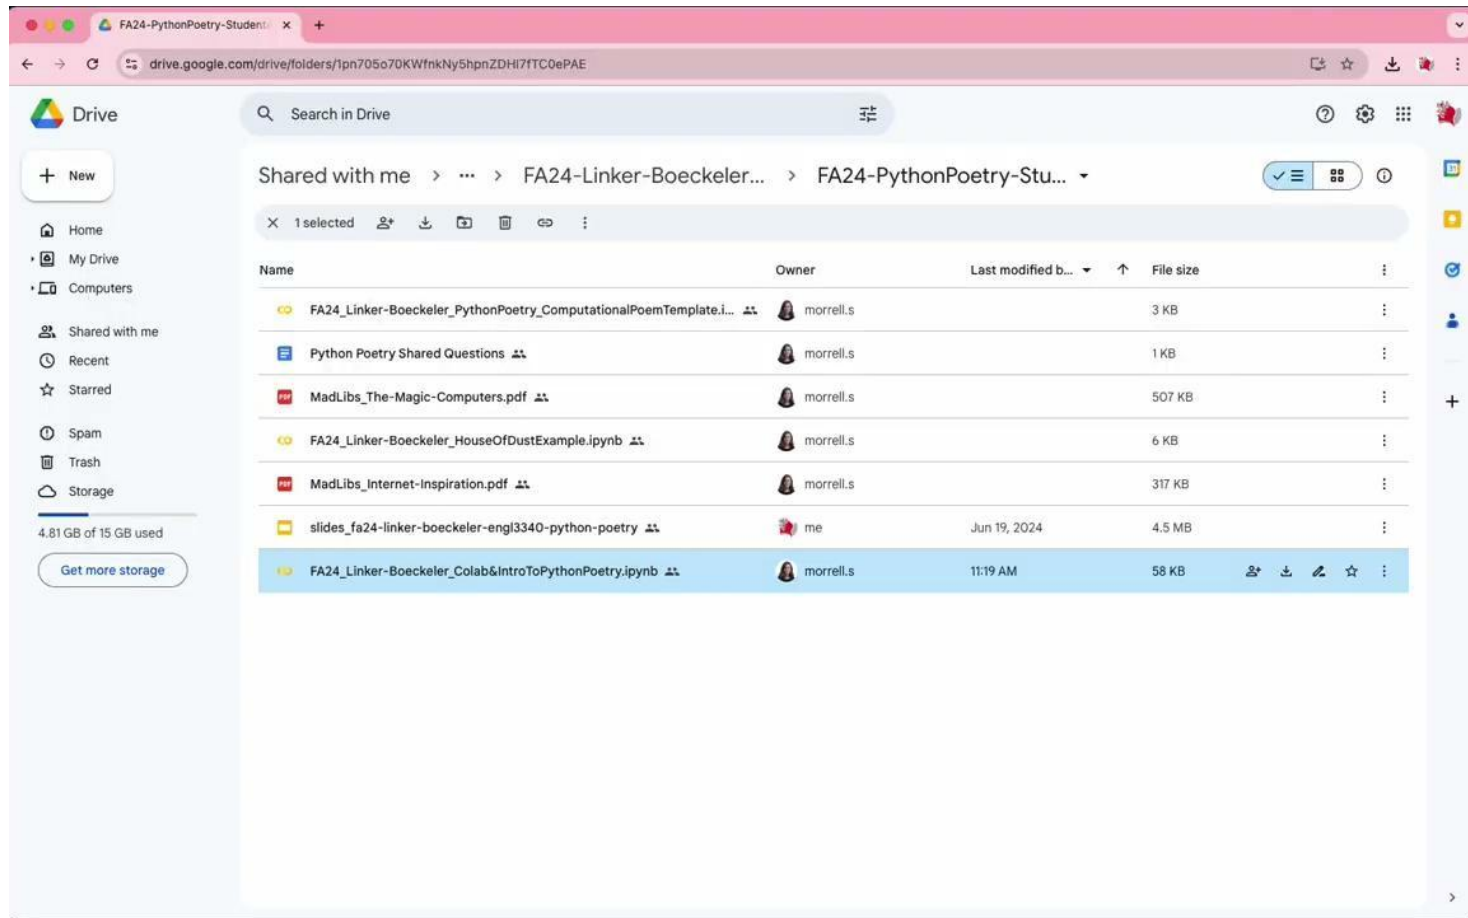 FA24-PythonPoetry-Student
drive.google.com/drive/folders/1pn705o70KWfnkNy5hpnZDHl7fTC0ePAE
Drive
Search in Drive
New
Shared with me > ... > FA24-Linker-Boeckeler... > FA24-PythonPoetry-Stu...
1 selected
Home
My Drive
Computers
Shared with me
Recent
Starred
Spam
Trash
Storage
4.81 GB of 15 GB used
Get more storage
Name Owner Last modified b... File size
FA24_Linker-Boeckeler_PythonPoetry_ComputationalPoemTemplate.i... morrell.s 3 KB
Python Poetry Shared Questions morrell.s 1 KB
PDF MadLibs_The-Magic-Computers.pdf morrell.s 507 KB
FA24_Linker-Boeckeler_HouseOfDustExample.ipynb morrell.s 6 KB
PDF MadLibs_Internet-Inspiration.pdf morrell.s 317 KB
slides_fa24-linker-boeckeler-engl3340-python-poetry me Jun 19, 2024 4.5 MB
FA24_Linker-Boeckeler_Colab&IntroToPythonPoetry.ipynb morrell.s 11:19 AM 58 KB